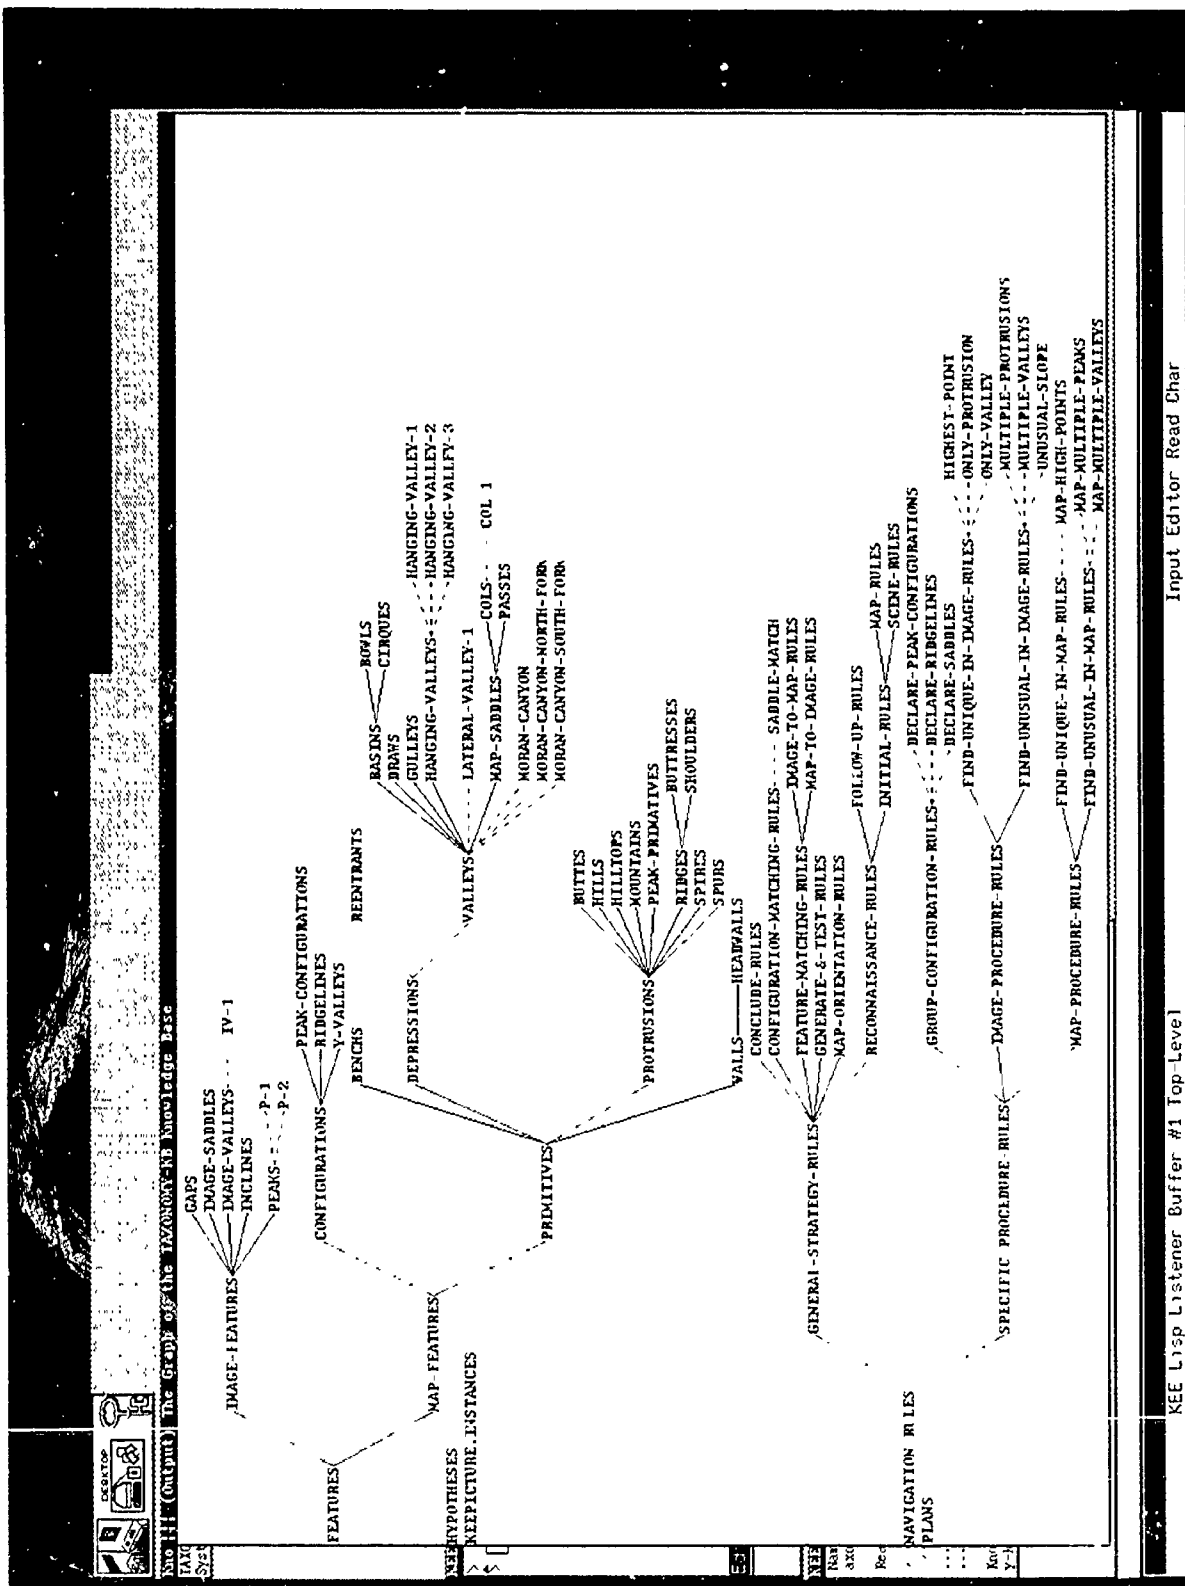 DESKTOP
(Output) The Graph of the TAXONOMY-KB Knowledge Base
GAPS
IMAGE-SADDLES
IMAGE-FEATURES
IMAGE-VALLEYS
IV-1
INCLINES
PEAKS
P-1
P-2
FEATURES
PEAK-CONFIGURATIONS
CONFIGURATIONS
RIDGELINES
Y-VALLEYS
MAP-FEATURES
BENCHS
REENTRANTS
BASINS
BOWLS
CIRQUES
DRAWS
GULLEYS
HANGING-VALLEYS
HANGING-VALLEY-1
HANGING-VALLEY-2
HANGING-VALLEY-3
DEPRESSIONS
VALLEYS
LATERAL-VALLEY-1
MAP-SADDLES
COLS
COL 1
PASSES
MORAN-CANYON
MORAN-CANYON-NORTH-FORK
MORAN-CANYON-SOUTH-FORK
PRIMITIVES
BUTTES
HILLS
HILLTOPS
MOUNTAINS
PROTRUSIONS
PEAK-PRIMATIVES
RIDGES
BUTTRESSES
SHOULDERS
SPIRES
SPURS
WALLS
HEADWALLS
HYPOTHESES
KEEPICTURE.INSTANCES
CONCLUDE-RULES
CONFIGURATION-MATCHING-RULES
SADDLE-MATCH
GENERAL-STRATEGY-RULES
FEATURE-MATCHING-RULES
IMAGE-TO-MAP-RULES
MAP-TO-IMAGE-RULES
GENERATE-&-TEST-RULES
MAP-ORIENTATION-RULES
RECONNAISSANCE-RULES
FOLLOW-UP-RULES
INITIAL-RULES
MAP-RULES
SCENE-RULES
NAVIGATION RULES
GROUP-CONFIGURATION-RULES
DECLARE-PEAK-CONFIGURATIONS
DECLARE-RIDGELINES
DECLARE-SADDLES
SPECIFIC PROCEDURE-RULES
IMAGE-PROCEDURE-RULES
FIND-UNIQUE-IN-IMAGE-RULES
HIGHEST-POINT
ONLY-PROTRUSION
ONLY-VALLEY
FIND-UNUSUAL-IN-IMAGE-RULES
MULTIPLE-PROTRUSIONS
MULTIPLE-VALLEYS
UNUSUAL-SLOPE
MAP-PROCEDURE-RULES
FIND-UNIQUE-IN-MAP-RULES
MAP-HIGH-POINTS
FIND-UNUSUAL-IN-MAP-RULES
MAP-MULTIPLE-PEAKS
MAP-MULTIPLE-VALLEYS
PLANS
KEE Lisp Listener Buffer #1 Top-Level
Input Editor Read Char